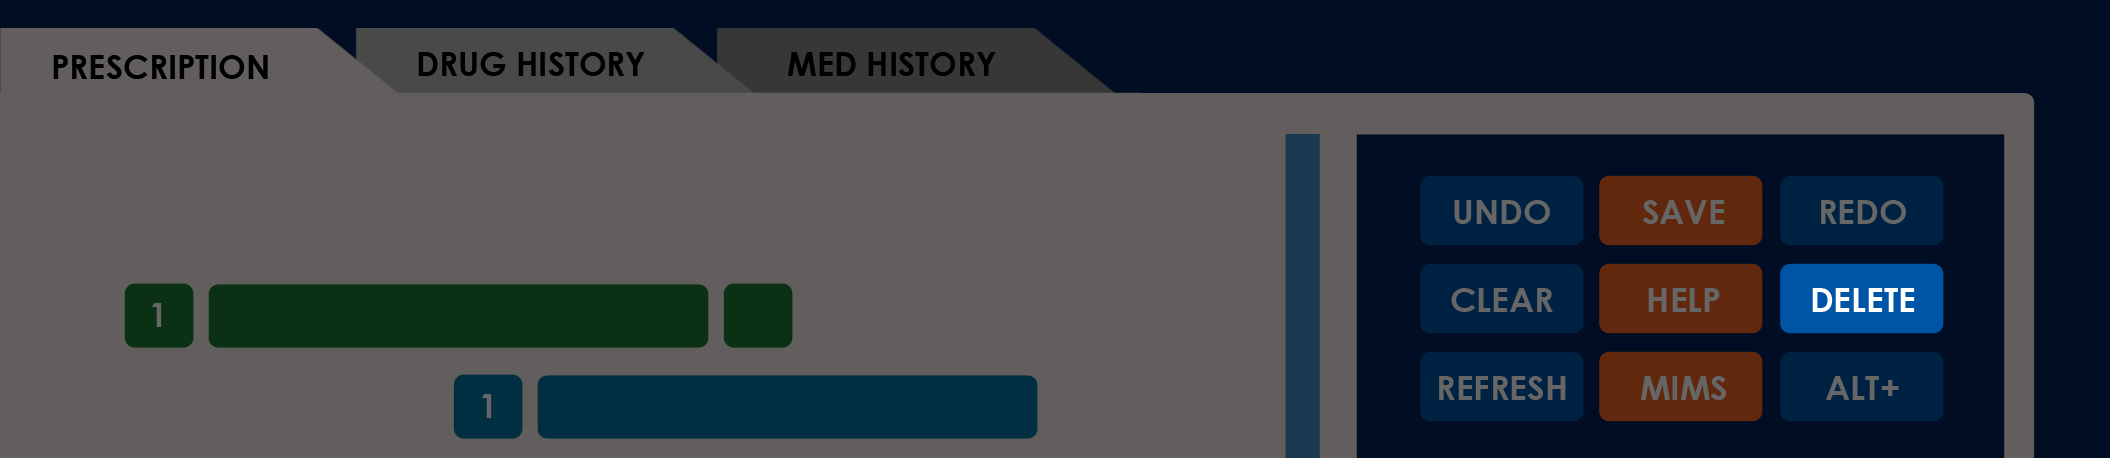 PRESCRIPTION
DRUG HISTORY
MED HISTORY
UNDO
SAVE
REDO
CLEAR
HELP
DELETE
REFRESH
MIMS
ALT+
1
1